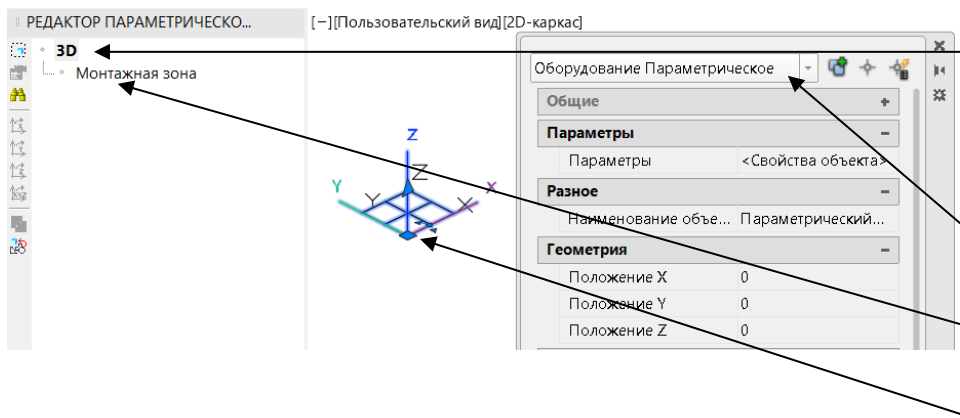 РЕДАКТОР ПАРАМЕТРИЧЕСКО...
3D
Монтажная зона
[−][Пользовательский вид][2D-каркас]
Z
Z
Y
Y
X
X
Оборудование Параметрическое
Общие
Параметры
Параметры <Свойства объекта>
Разное
Наименование объе... Параметрический...
Геометрия
Положение X 0
Положение Y 0
Положение Z 0